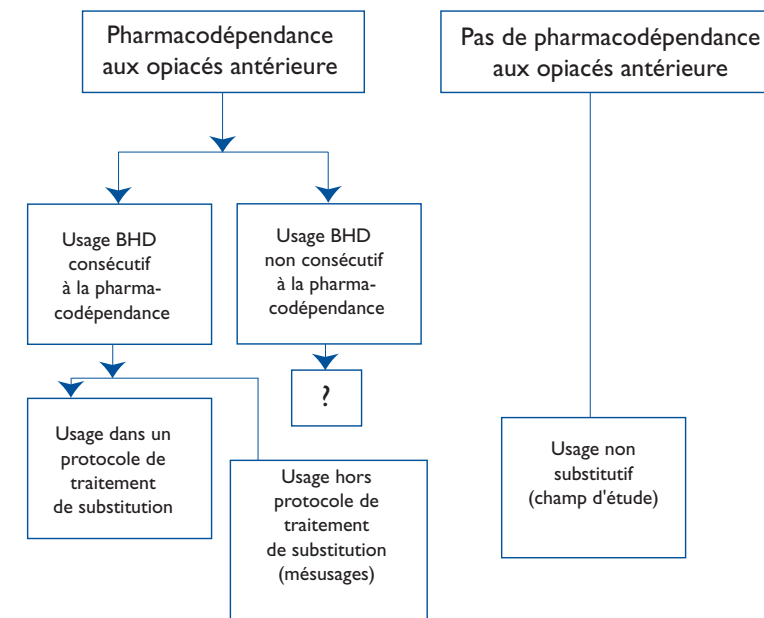 Pharmacodépendance
aux opiacés antérieure
Pas de pharmacodépendance
aux opiacés antérieure
Usage BHD
consécutif
à la pharma-
codépendance
Usage BHD
non consécutif
à la pharma-
codépendance
?
Usage dans un
protocole de
traitement
de substitution
Usage hors
protocole de
traitement
de substitution
(mésusages)
Usage non
substitutif
(champ d'étude)